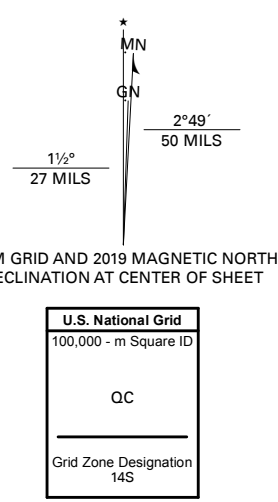 ★
MN
GN
2°49´
50 MILS
1½°
27 MILS
M GRID AND 2019 MAGNETIC NORTH
ECLINATION AT CENTER OF SHEET
U.S. National Grid
100,000 - m Square ID
QC
Grid Zone Designation
14S